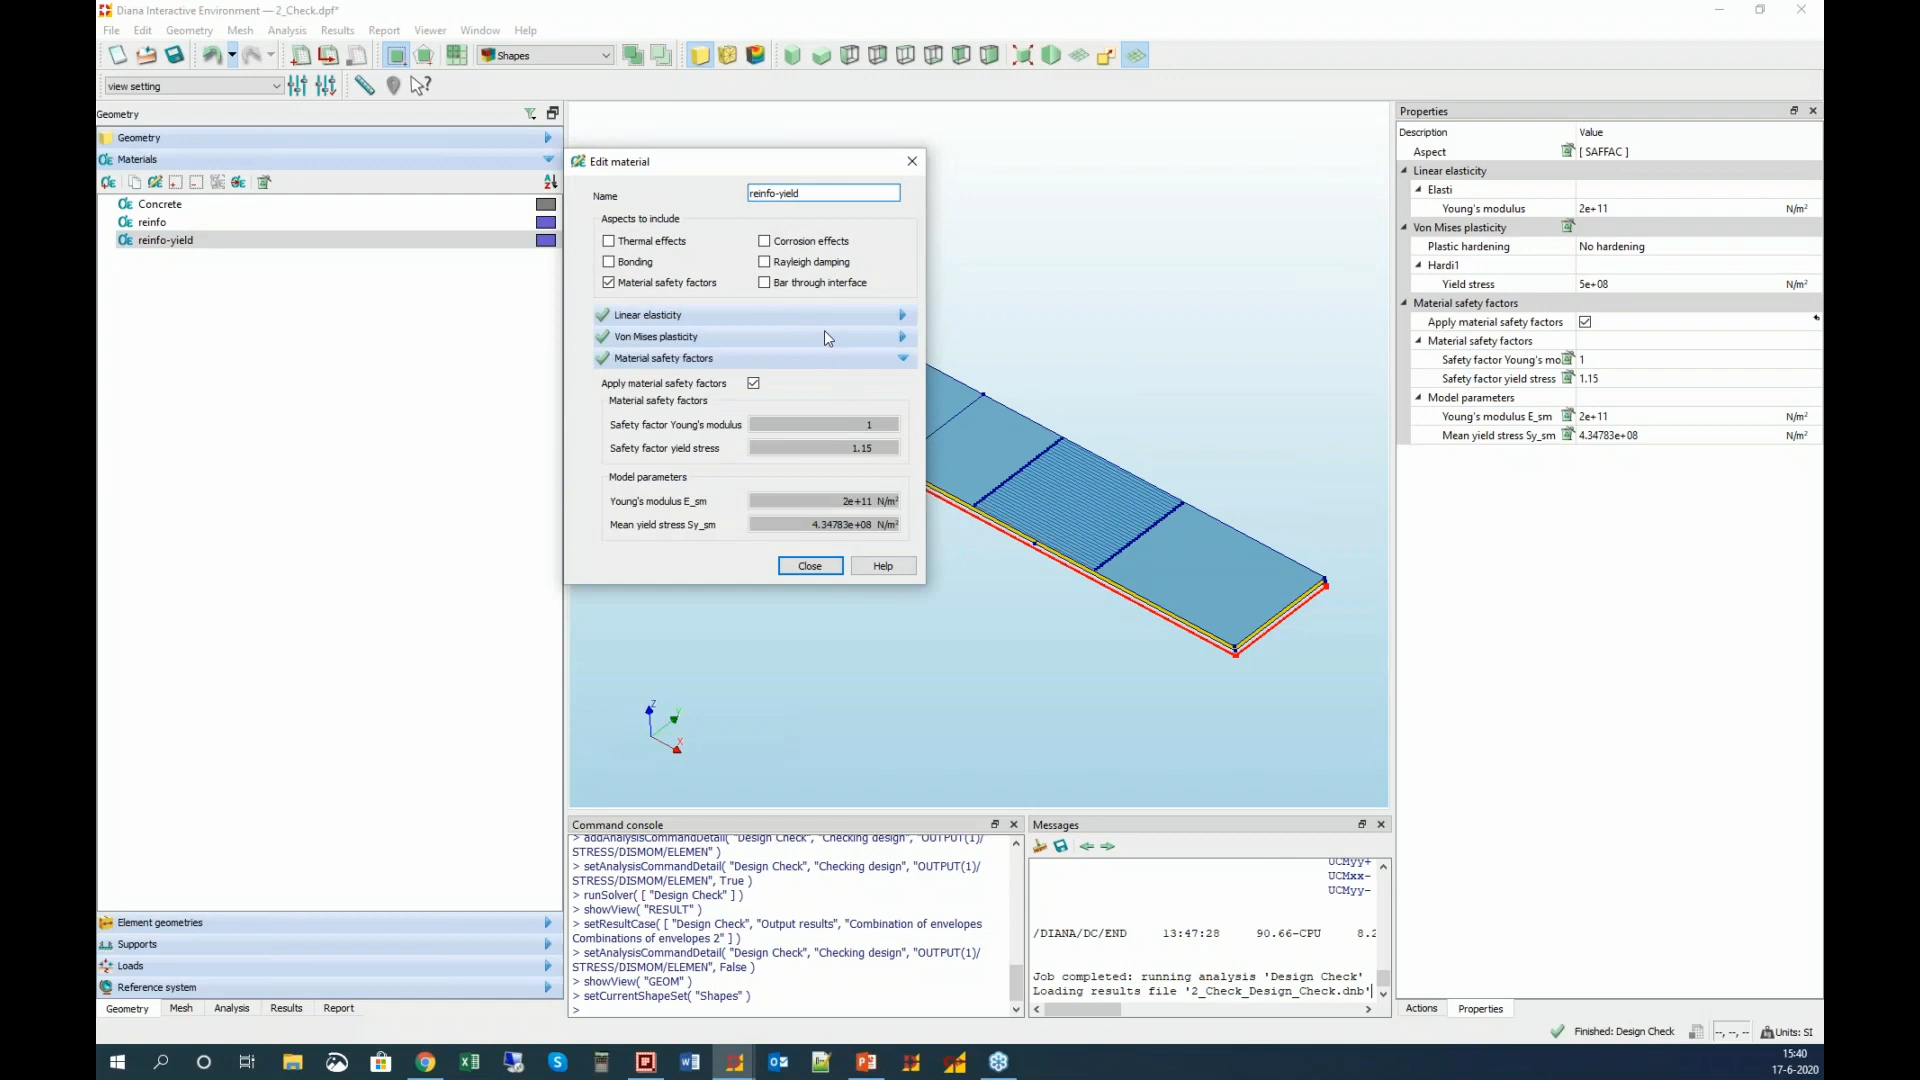 Diana Interactive Environment — 2_Check.dpf*
File Edit Geometry Mesh Analysis Results Report Viewer Window Help
Shapes
view setting
Geometry
Geometry
Materials
Concrete
reinfo
reinfo-yield
Element geometries
Supports
Loads
Reference system
Geometry Mesh Analysis Results Report
Edit material
Name reinfo-yield
Aspects to include
Thermal effects Corrosion effects
Bonding Rayleigh damping
Material safety factors Bar through interface
Linear elasticity
Von Mises plasticity
Material safety factors
Apply material safety factors
Material safety factors
Safety factor Young's modulus 1
Safety factor yield stress 1.15
Model parameters
Young's modulus E_sm 2e+11 N/m²
Mean yield stress Sy_sm 4.34783e+08 N/m²
Close Help
Z
Y
X
Command console
> addAnalysisCommandDetail( "Design Check", "Checking design", "OUTPUT(1)/
STRESS/DISMOM/ELEMEN" )
> setAnalysisCommandDetail( "Design Check", "Checking design", "OUTPUT(1)/
STRESS/DISMOM/ELEMEN", True )
> runSolver( [ "Design Check" ] )
> showView( "RESULT" )
> setResultCase( [ "Design Check", "Output results", "Combination of envelopes
Combinations of envelopes 2" ] )
> setAnalysisCommandDetail( "Design Check", "Checking design", "OUTPUT(1)/
STRESS/DISMOM/ELEMEN", False )
> showView( "GEOM" )
> setCurrentShapeSet( "Shapes" )
>
Messages
UCMyy+
UCMxx-
UCMyy-
/DIANA/DC/END 13:47:28 90.66-CPU 8.2
Job completed: running analysis 'Design Check'
Loading results file '2_Check_Design_Check.dnb'
Properties
Description Value
Aspect [ SAFFAC ]
Linear elasticity
Elasti
Young's modulus 2e+11 N/m²
Von Mises plasticity
Plastic hardening No hardening
Hardi1
Yield stress 5e+08 N/m²
Material safety factors
Apply material safety factors
Material safety factors
Safety factor Young's mo 1
Safety factor yield stress 1.15
Model parameters
Young's modulus E_sm 2e+11 N/m²
Mean yield stress Sy_sm 4.34783e+08 N/m²
Actions Properties
Finished: Design Check --, --, -- Units: SI
15:40
17-6-2020